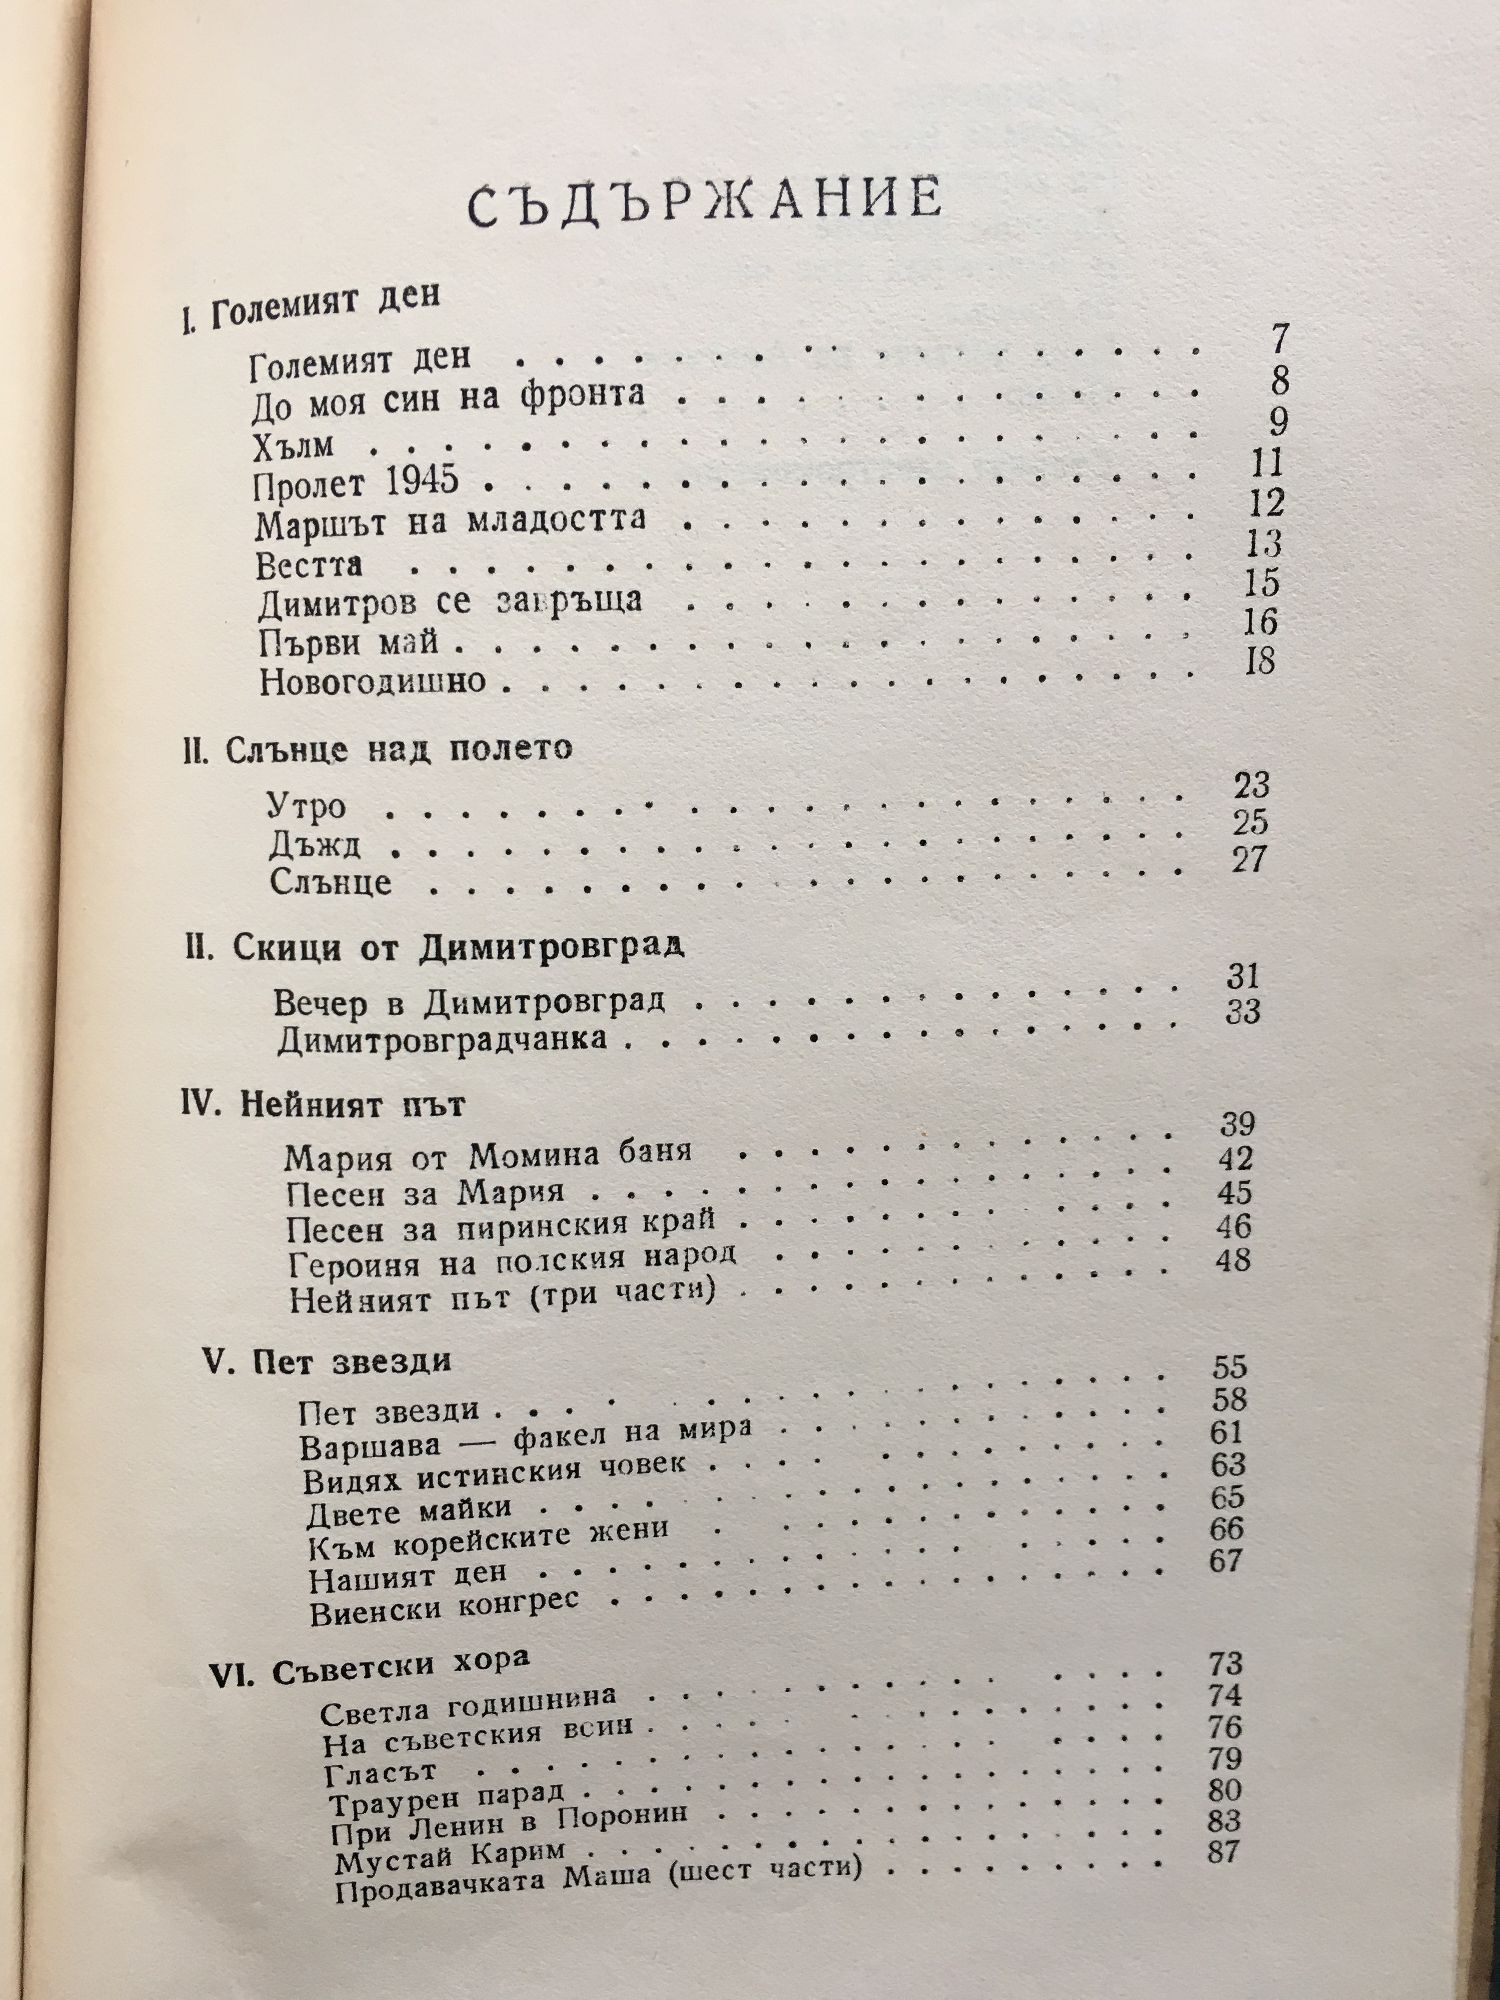 СЪДЪРЖАНИЕ
I. Големият ден
Големият ден . . . . . . . . . . . . . . . . . . 7
До моя син на фронта . . . . . . . . . . . . . . 8
Хълм . . . . . . . . . . . . . . . . . . . . . . 9
Пролет 1945 . . . . . . . . . . . . . . . . . . . 11
Маршът на младостта . . . . . . . . . . . . . . 12
Вестта . . . . . . . . . . . . . . . . . . . . . 13
Димитров се завръща . . . . . . . . . . . . . . 15
Първи май . . . . . . . . . . . . . . . . . . . . 16
Новогодишно . . . . . . . . . . . . . . . . . . 18
II. Слънце над полето
Утро . . . . . . . . . . . . . . . . . . . . . . 23
Дъжд . . . . . . . . . . . . . . . . . . . . . . 25
Слънце . . . . . . . . . . . . . . . . . . . . . 27
II. Скици от Димитровград
Вечер в Димитровград . . . . . . . . . . . . . . 31
Димитровградчанка . . . . . . . . . . . . . . . 33
IV. Нейният път
Мария от Момина баня . . . . . . . . . . . . . 39
Песен за Мария . . . . . . . . . . . . . . . . . 42
Песен за пиринския край . . . . . . . . . . . . 45
Героиня на полския народ . . . . . . . . . . . . 46
Нейният път (три части) . . . . . . . . . . . . 48
V. Пет звезди
Пет звезди . . . . . . . . . . . . . . . . . . . 55
Варшава — факел на мира . . . . . . . . . . . . 58
Видях истинския човек . . . . . . . . . . . . . 61
Двете майки . . . . . . . . . . . . . . . . . . 63
Към корейските жени . . . . . . . . . . . . . . 65
Нашият ден . . . . . . . . . . . . . . . . . . . 66
Виенски конгрес . . . . . . . . . . . . . . . . 67
VI. Съветски хора
Светла годишнина . . . . . . . . . . . . . . . 73
На съветския воин . . . . . . . . . . . . . . . 74
Гласът . . . . . . . . . . . . . . . . . . . . . 76
Траурен парад . . . . . . . . . . . . . . . . . 79
При Ленин в Поронин . . . . . . . . . . . . . 80
Мустай Карим . . . . . . . . . . . . . . . . . 83
Продавачката Маша (шест части) . . . . . . . . 87